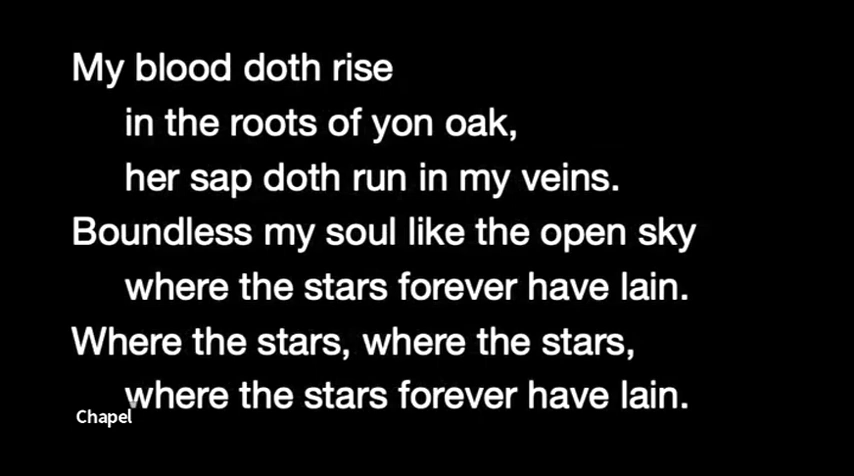 My blood doth rise
in the roots of yon oak,
her sap doth run in my veins.
Boundless my soul like the open sky
where the stars forever have lain.
Where the stars, where the stars,
where the stars forever have lain.
Chapel